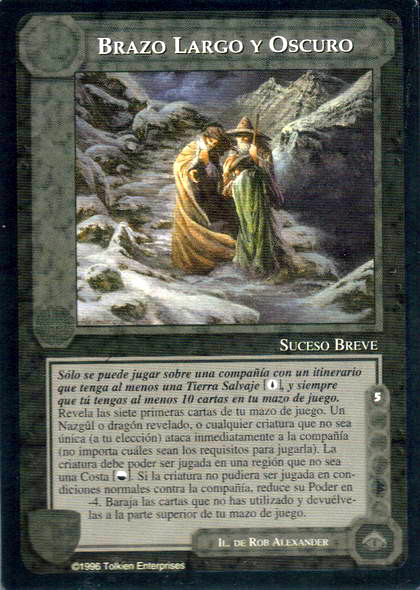 BRAZO LARGO Y OSCURO
SUCESO BREVE
Sólo se puede jugar sobre una compañía con un itinerario
que tenga al menos una Tierra Salvaje [ ], y siempre
que tú tengas al menos 10 cartas en tu mazo de juego.
Revela las siete primeras cartas de tu mazo de juego. Un
Nazgûl o dragón revelado, o cualquier criatura que no sea
única (a tu elección) ataca inmediatamente a la compañía
(no importa cuáles sean los requisitos para jugarla). La
criatura debe poder ser jugada en una región que no sea
una Costa [ ]. Si la criatura no pudiera ser jugada en con-
diciones normales contra la compañía, reduce su Poder en
-4. Baraja las cartas que no has utilizado y devuélve-
las a la parte superior de tu mazo de juego.
5
IL. DE ROB ALEXANDER
©1996 Tolkien Enterprises